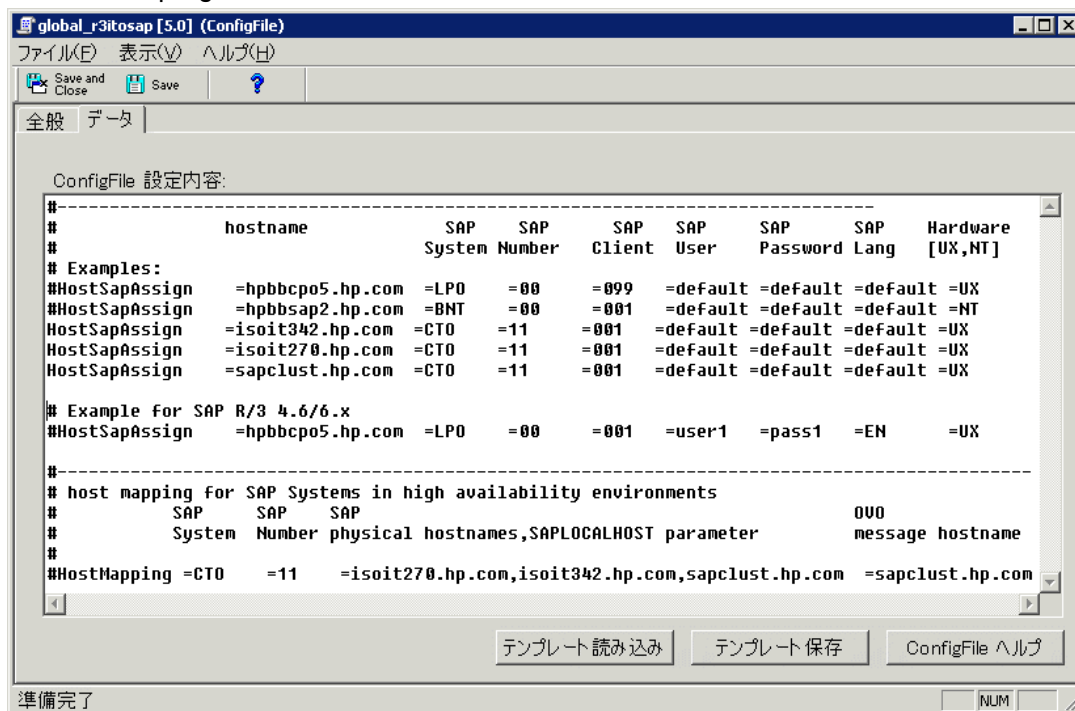 global_r3itosap [5.0] (ConfigFile)
ファイル(F) 表示(V) ヘルプ(H)
Save and Close Save ?
全般 データ
ConfigFile 設定内容:
#------------------------------------------------------------------------------
# hostname SAP SAP SAP SAP SAP SAP Hardware
# System Number Client User Password Lang [UX,NT]
# Examples:
#HostSapAssign =hpbbcpo5.hp.com =LPO =00 =099 =default =default =default =UX
#HostSapAssign =hpbbsap2.hp.com =BNT =00 =001 =default =default =default =NT
HostSapAssign =isoit342.hp.com =CTO =11 =001 =default =default =default =UX
HostSapAssign =isoit270.hp.com =CTO =11 =001 =default =default =default =UX
HostSapAssign =sapclust.hp.com =CTO =11 =001 =default =default =default =UX
# Example for SAP R/3 4.6/6.x
#HostSapAssign =hpbbcpo5.hp.com =LPO =00 =001 =user1 =pass1 =EN =UX
#---------------------------------------------------------------------------------------------
# host mapping for SAP Systems in high availability environments
# SAP SAP SAP OVO
# System Number physical hostnames,SAPLOCALHOST parameter message hostname
#
#HostMapping =CTO =11 =isoit270.hp.com,isoit342.hp.com,sapclust.hp.com =sapclust.hp.com
テンプレート読み込み テンプレート保存 ConfigFile ヘルプ
準備完了 NUM